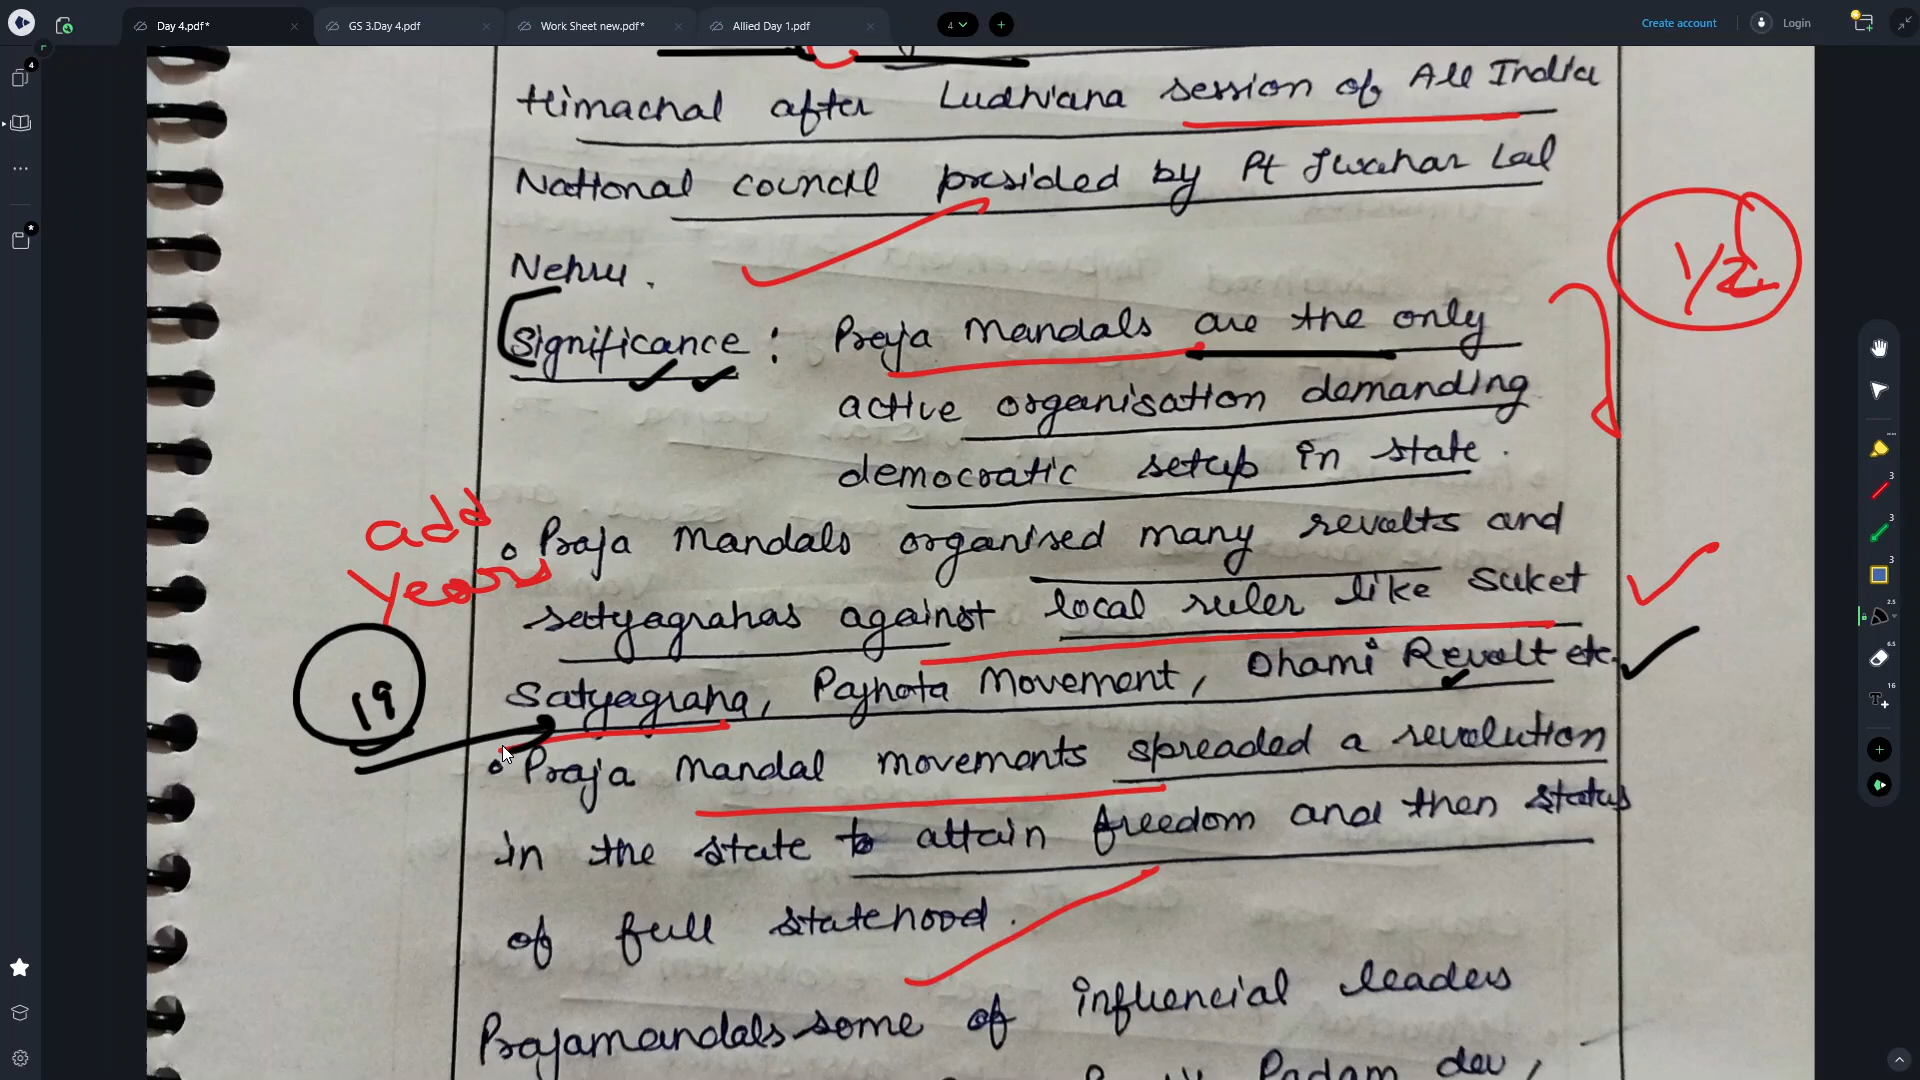 Day 4.pdf*
GS 3.Day 4.pdf
Work Sheet new.pdf*
Allied Day 1.pdf
4
Create account
Login
Himachal after Ludhiana session of All India
National council presided by Pt Jwahar Lal
Nehru.
1/2
Significance : Praja Mandals are the only
active organisation demanding
democratic setup in state.
add
years
Praja Mandals organised many revolts and
satyagrahas against local ruler like Suket
19
Satyagraha, Pajhota Movement, Dhami Revolt etc.
Praja Mandal movements spreaded a revolution
in the state to attain freedom and then status
of full statehood.
Prajamandals some of influencial leaders
Padam dev,